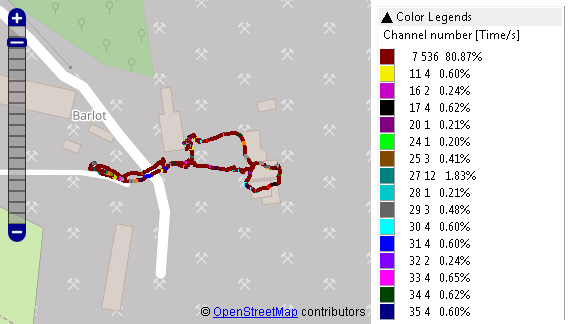 Barlot
© OpenStreetMap contributors
▲ Color Legends
Channel number [Time/s]
7 536 80.87%
11 4 0.60%
16 2 0.24%
17 4 0.62%
20 1 0.21%
24 1 0.20%
25 3 0.41%
27 12 1.83%
28 1 0.21%
29 3 0.48%
30 4 0.60%
31 4 0.60%
32 2 0.24%
33 4 0.65%
34 4 0.62%
35 4 0.60%